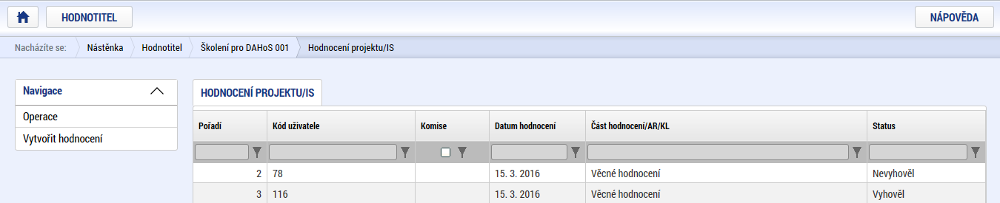 HODNOTITEL NÁPOVĚDA
Nacházíte se: Nástěnka Hodnotitel Školení pro DAHoS 001 Hodnocení projektu/IS
Navigace
Operace
Vytvořit hodnocení
HODNOCENÍ PROJEKTU/IS
Pořadí Kód uživatele Komise Datum hodnocení Část hodnocení/AR/KL Status
2 78 15. 3. 2016 Věcné hodnocení Nevyhověl
3 116 15. 3. 2016 Věcné hodnocení Vyhověl